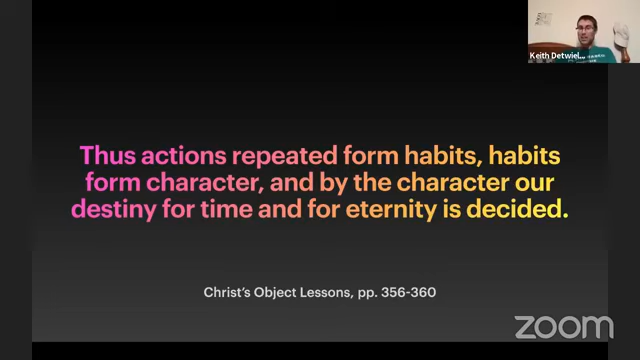 Keith Detwiel
Thus actions repeated form habits, habits
form character, and by the character our
destiny for time and for eternity is decided.
Christ's Object Lessons, pp. 356-360
zoom